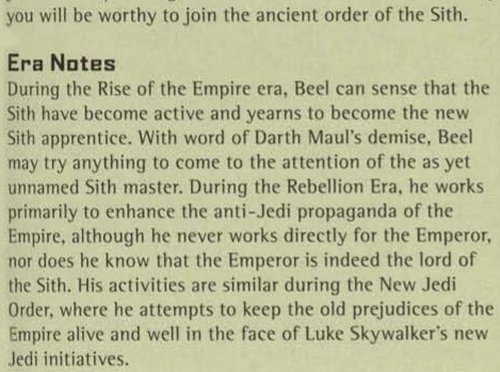 you will be worthy to join the ancient order of the Sith.
Era Notes
During the Rise of the Empire era, Beel can sense that the
Sith have become active and yearns to become the new
Sith apprentice. With word of Darth Maul's demise, Beel
may try anything to come to the attention of the as yet
unnamed Sith master. During the Rebellion Era, he works
primarily to enhance the anti-Jedi propaganda of the
Empire, although he never works directly for the Emperor,
nor does he know that the Emperor is indeed the lord of
the Sith. His activities are similar during the New Jedi
Order, where he attempts to keep the old prejudices of the
Empire alive and well in the face of Luke Skywalker's new
Jedi initiatives.